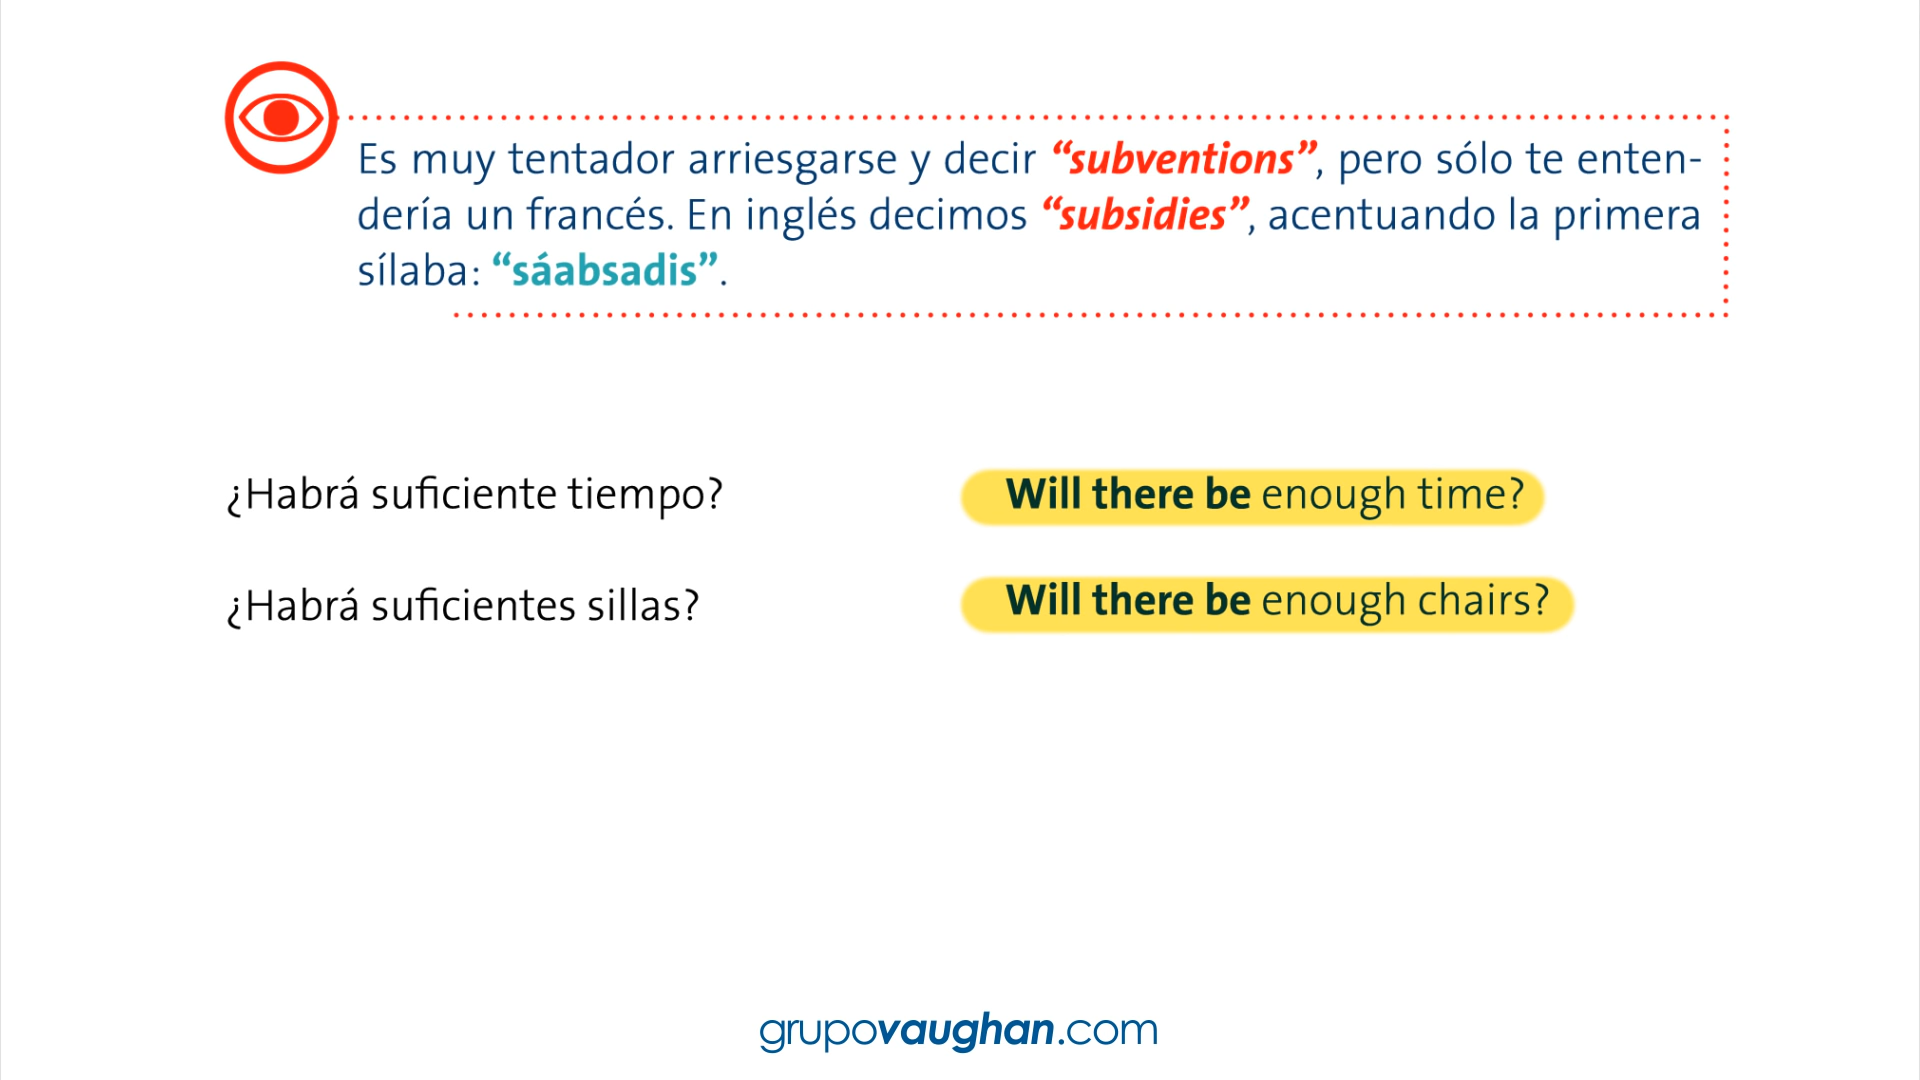 Es muy tentador arriesgarse y decir “subventions”, pero sólo te enten-
dería un francés. En inglés decimos “subsidies”, acentuando la primera
sílaba: “sáabsadis”.
¿Habrá suficiente tiempo? Will there be enough time?
¿Habrá suficientes sillas? Will there be enough chairs?
grupovaughan.com